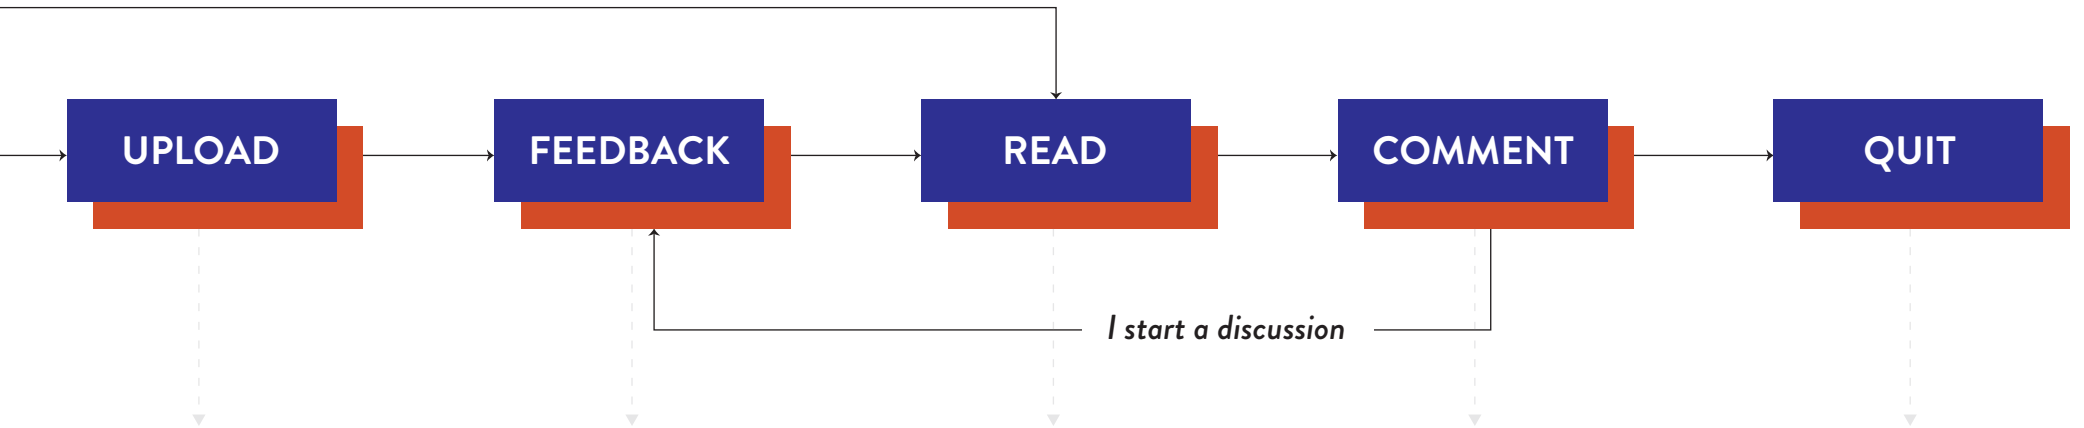 UPLOAD
FEEDBACK
READ
COMMENT
QUIT
I start a discussion